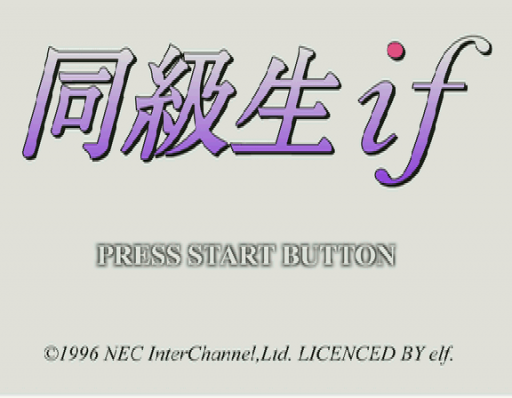 同級生if
PRESS START BUTTON
©1996 NEC InterChannel,Ltd. LICENCED BY elf.